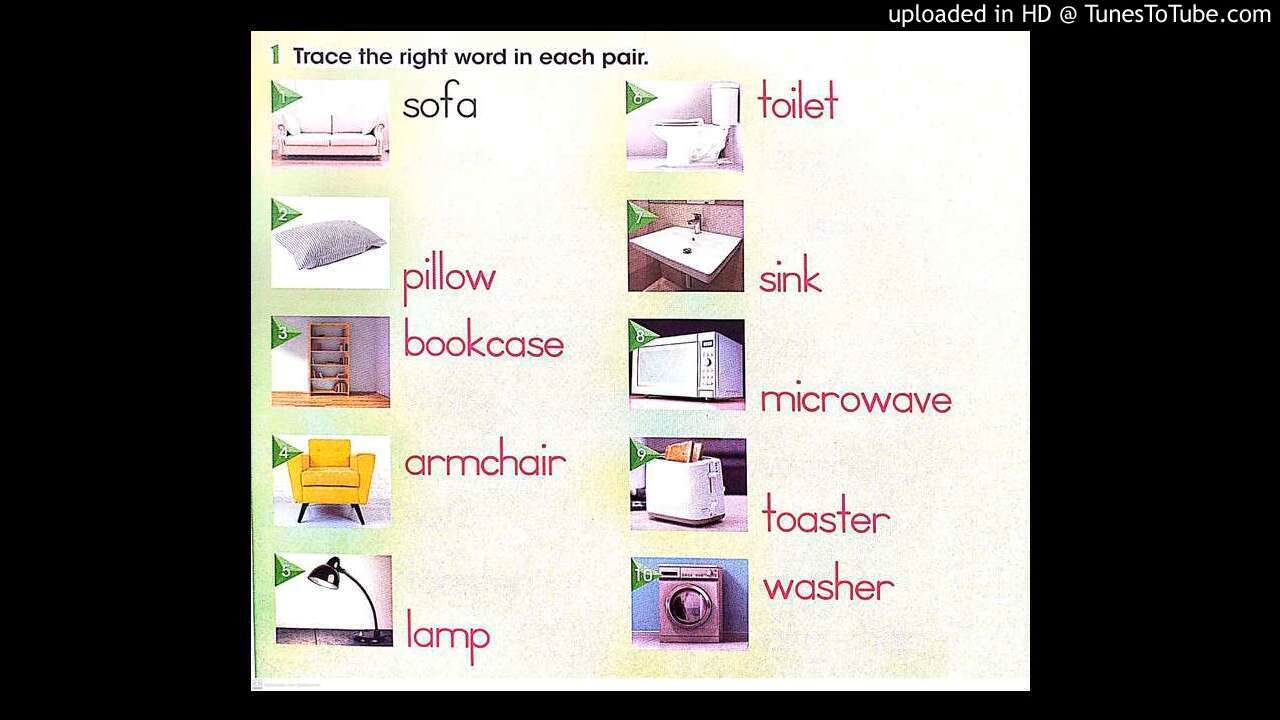 uploaded in HD @ TunesToTube.com
1 Trace the right word in each pair.
1 sofa
2 pillow
3 bookcase
4 armchair
5 lamp
6 toilet
7 sink
8 microwave
9 toaster
10 washer